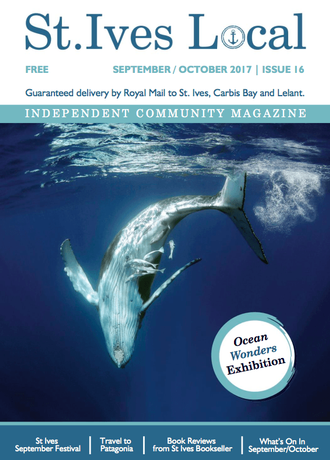 St.Ives Local
FREE
SEPTEMBER / OCTOBER 2017 | ISSUE 16
Guaranteed delivery by Royal Mail to St. Ives, Carbis Bay and Lelant.
INDEPENDENT COMMUNITY MAGAZINE
Ocean
Wonders
Exhibition
St Ives
September Festival
Travel to
Patagonia
Book Reviews
from St Ives Bookseller
What's On In
September/October